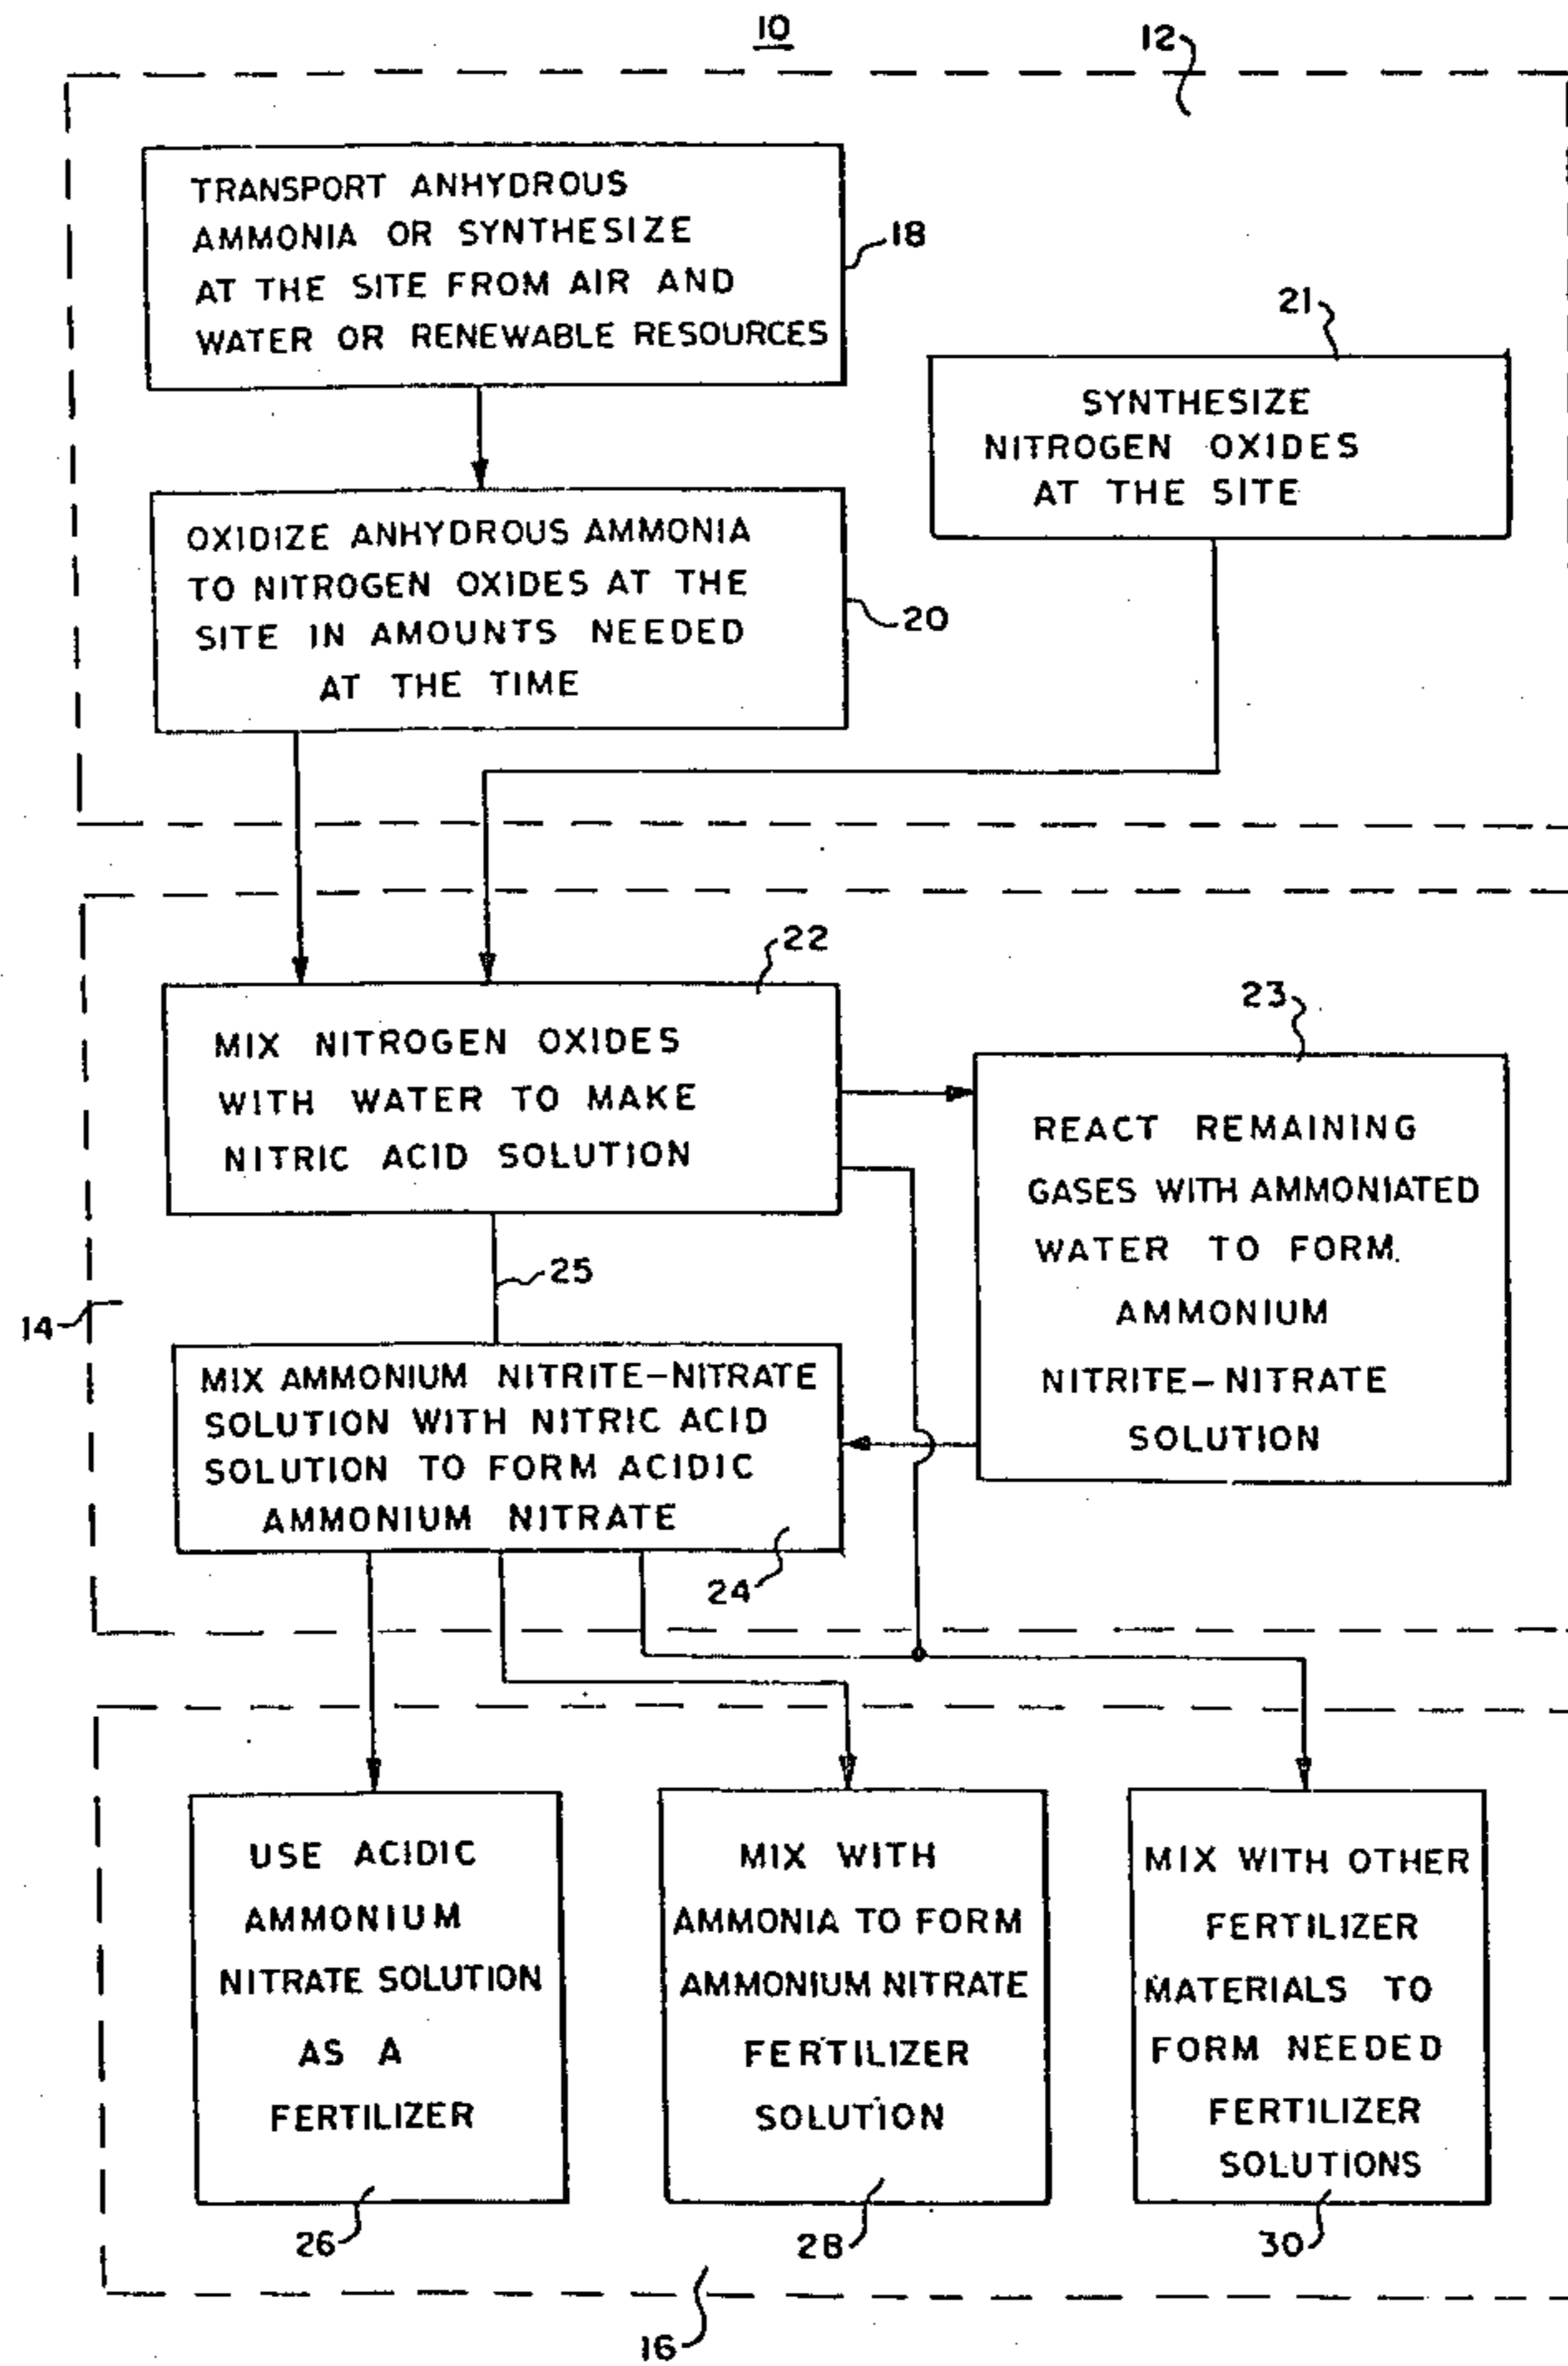 10
12
TRANSPORT ANHYDROUS
AMMONIA OR SYNTHESIZE
AT THE SITE FROM AIR AND
WATER OR RENEWABLE RESOURCES
18
21
SYNTHESIZE
NITROGEN OXIDES
AT THE SITE
OXIDIZE ANHYDROUS AMMONIA
TO NITROGEN OXIDES AT THE
SITE IN AMOUNTS NEEDED
AT THE TIME
20
22
MIX NITROGEN OXIDES
WITH WATER TO MAKE
NITRIC ACID SOLUTION
23
REACT REMAINING
GASES WITH AMMONIATED
WATER TO FORM
AMMONIUM
NITRITE-NITRATE
SOLUTION
25
14
MIX AMMONIUM NITRITE-NITRATE
SOLUTION WITH NITRIC ACID
SOLUTION TO FORM ACIDIC
AMMONIUM NITRATE
24
USE ACIDIC
AMMONIUM
NITRATE SOLUTION
AS A
FERTILIZER
26
MIX WITH
AMMONIA TO FORM
AMMONIUM NITRATE
FERTILIZER
SOLUTION
28
MIX WITH OTHER
FERTILIZER
MATERIALS TO
FORM NEEDED
FERTILIZER
SOLUTIONS
30
16